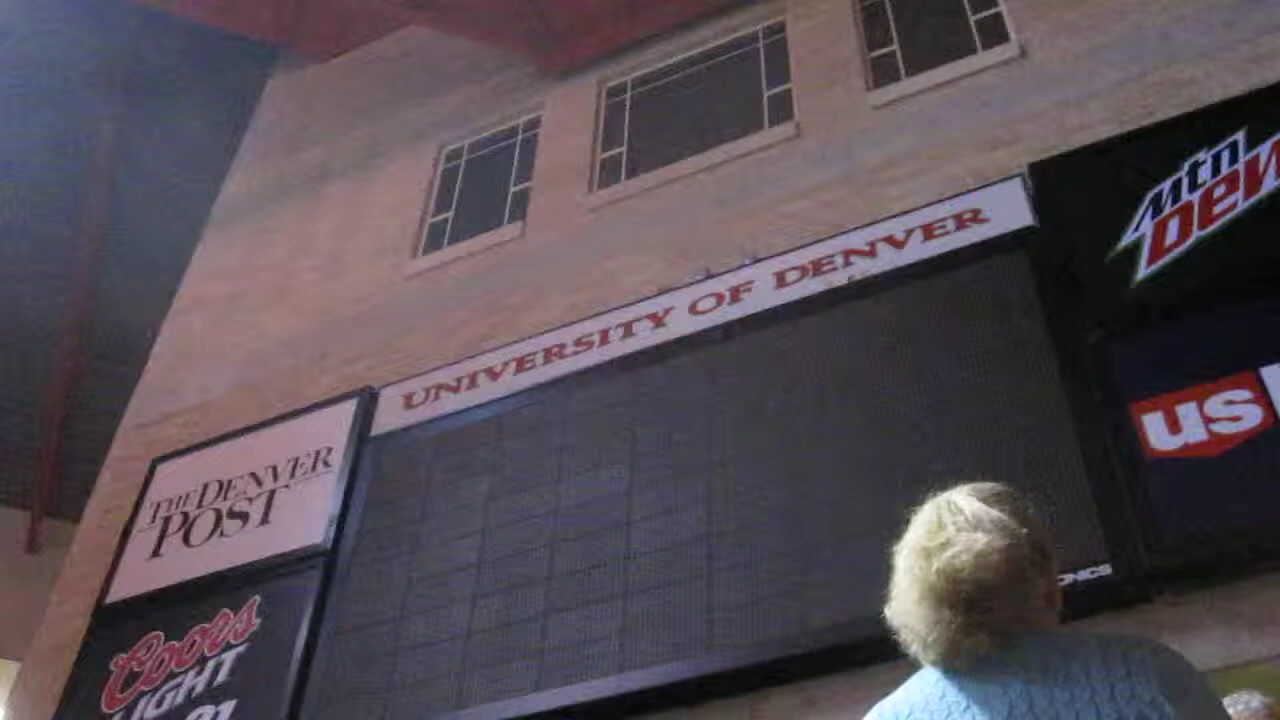 UNIVERSITY OF DENVER
THE DENVER
POST
Coors
LIGHT
Mtn
DEW
us